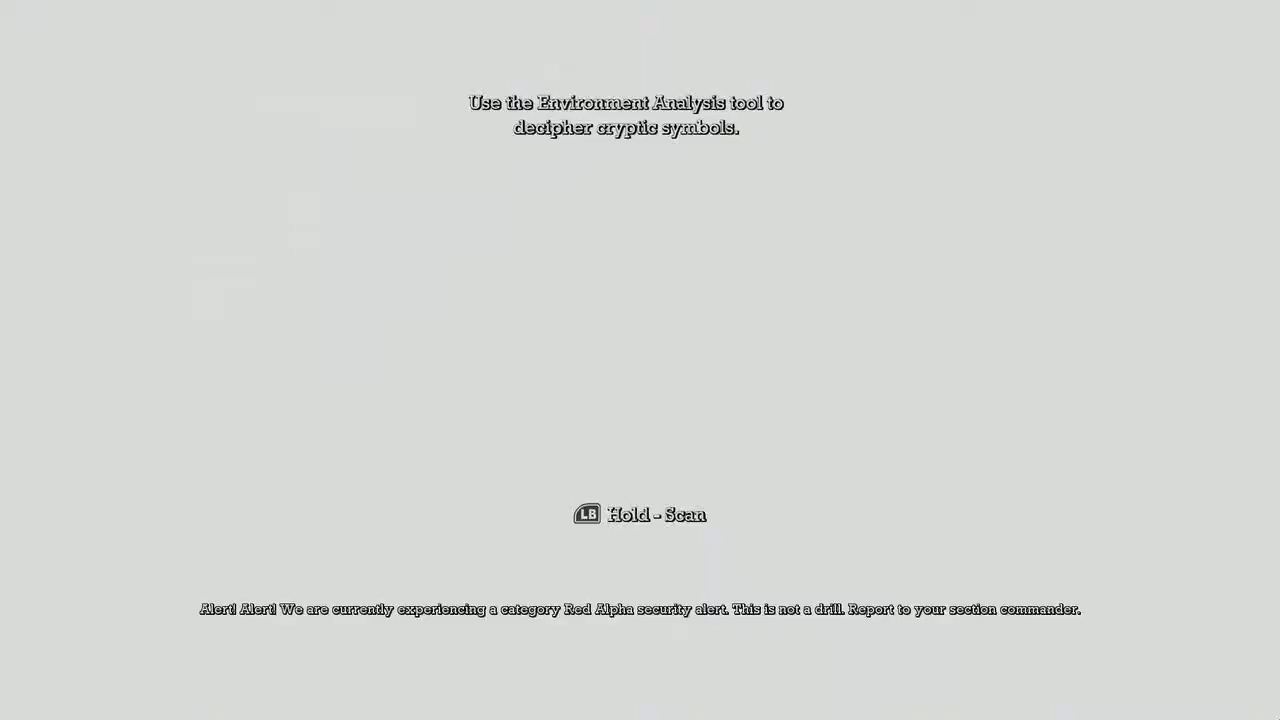 Use the Environment Analysis tool to
decipher cryptic symbols.
LB Hold - Scan
Alert! Alert! We are currently experiencing a category Red Alpha security alert. This is not a drill. Report to your section commander.